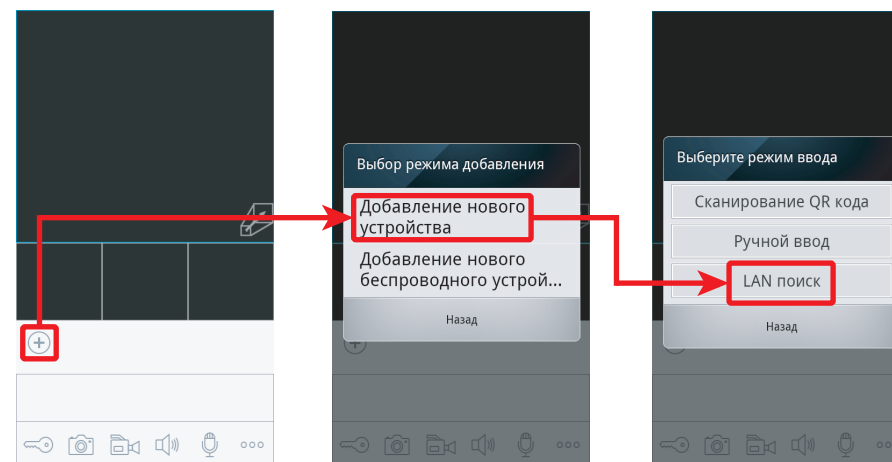 Выбор режима добавления
Добавление нового
устройства
Добавление нового
беспроводного устрой...
Назад
Выберите режим ввода
Сканирование QR кода
Ручной ввод
LAN поиск
Назад